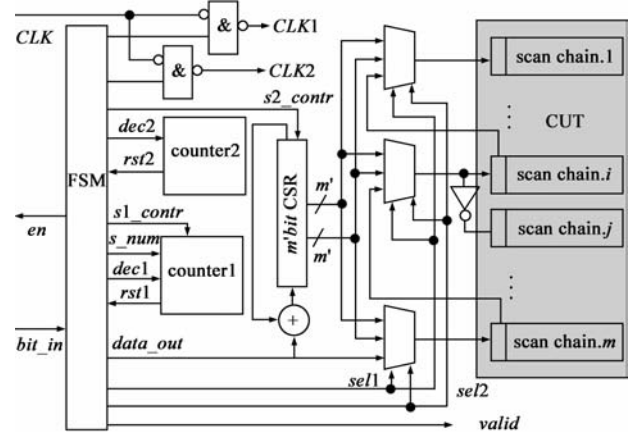 &
CLK
CLK1
&
CLK2
s2_contr
scan chain.1
dec2
counter2
CUT
rst2
FSM
m'bit CSR
m'
scan chain.i
en
s1_contr
m'
scan chain.j
s_num
dec1
counter1
rst1
+
bit_in
data_out
scan chain.m
sel1
sel2
valid